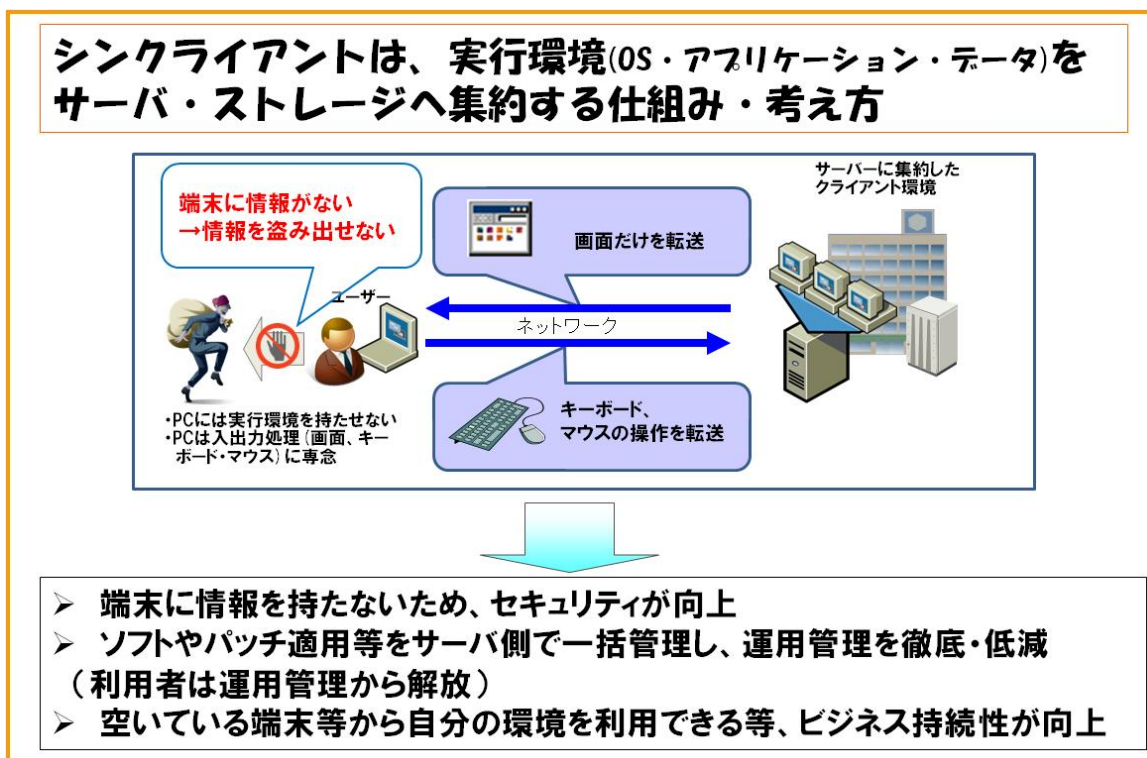 シンクライアントは、実行環境(OS・アプリケーション・データ)を
サーバ・ストレージへ集約する仕組み・考え方
端末に情報がない
→情報を盗み出せない
ユーザー
・PCには実行環境を持たせない
・PCは入出力処理(画面、キー
ボード・マウス)に専念
画面だけを転送
ネットワーク
キーボード、
マウスの操作を転送
サーバーに集約した
クライアント環境
➢ 端末に情報を持たないため、セキュリティが向上
➢ ソフトやパッチ適用等をサーバ側で一括管理し、運用管理を徹底・低減
(利用者は運用管理から解放)
➢ 空いている端末等から自分の環境を利用できる等、ビジネス持続性が向上